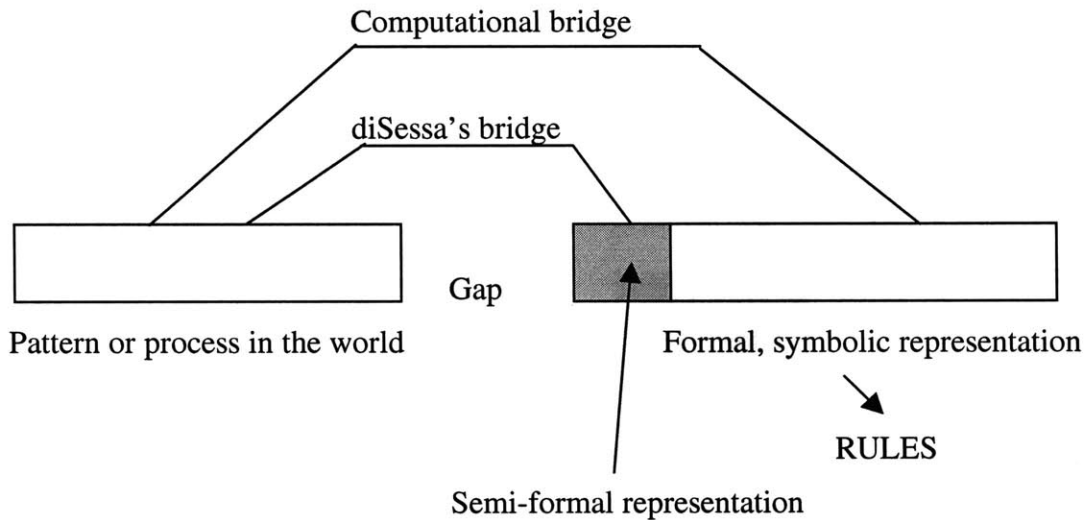 Computational bridge
diSessa's bridge
Gap
Pattern or process in the world
Formal, symbolic representation
RULES
Semi-formal representation